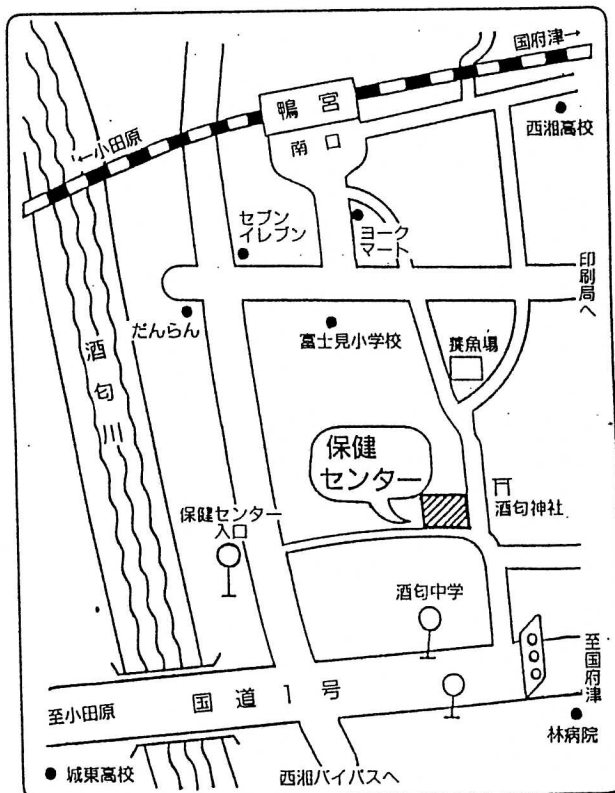 国府津→
鴨宮
南口
←小田原
西湘高校
セブン
イレブン
ヨーク
マート
印刷局へ
だんらん
富士見小学校
養魚場
酒匂川
保健
センター
保健センター
入口
酒匂神社
酒匂中学
至国府津
国道1号
至小田原
林病院
城東高校
西湘バイパスへ